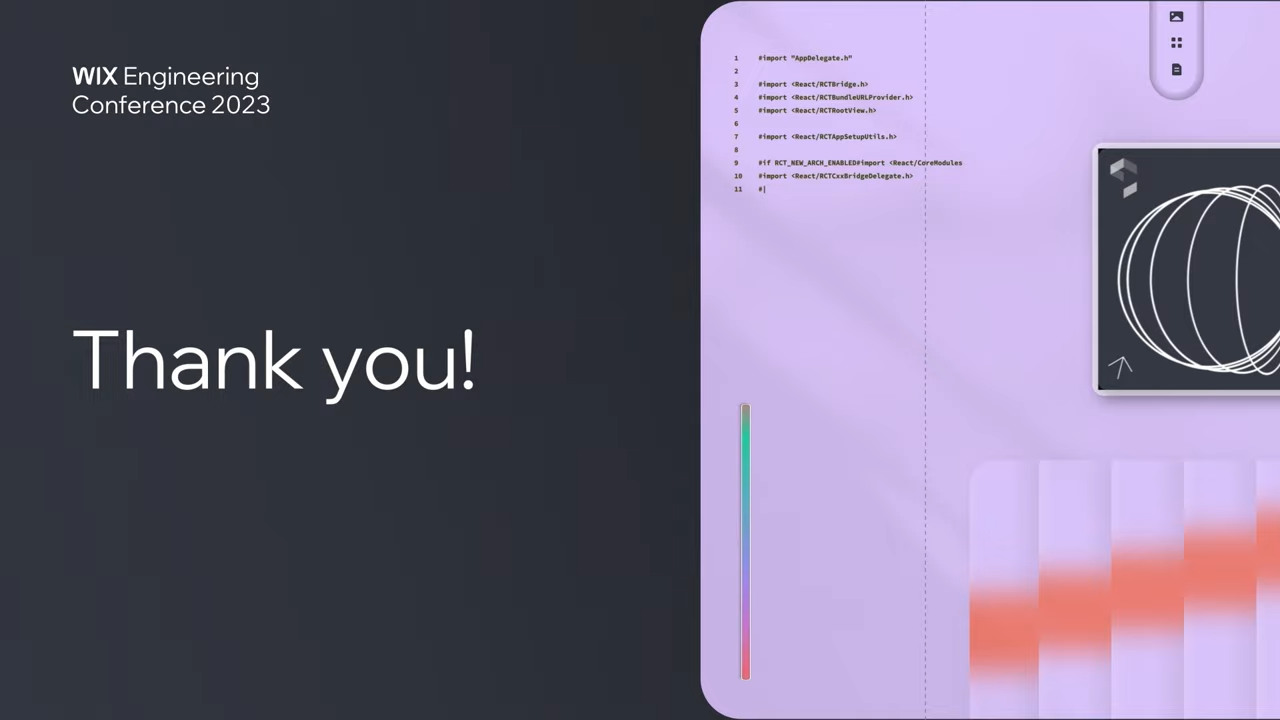 WIX Engineering
Conference 2023
Thank you!
1 #import "AppDelegate.h"
2
3 #import <React/RCTBridge.h>
4 #import <React/RCTBundleURLProvider.h>
5 #import <React/RCTRootView.h>
6
7 #import <React/RCTAppSetupUtils.h>
8
9 #if RCT_NEW_ARCH_ENABLED#import <React/CoreModules
10 #import <React/RCTCxxBridgeDelegate.h>
11 #|